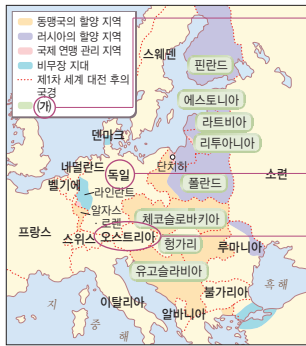 동맹국의 할양 지역
러시아의 할양 지역
국제 연맹 관리 지역
비무장 지대
제1차 세계 대전 후의
국경
(가)
스웨덴
핀란드
에스토니아
라트비아
리투아니아
덴마크
단치히
네덜란드
독일
소련
벨기에
라인란트
폴란드
알자스
로렌
체코슬로바키아
프랑스
스위스
오스트리아
헝가리
루마니아
유고슬라비아
흑해
지중해
이탈리아
불가리아
알바니아